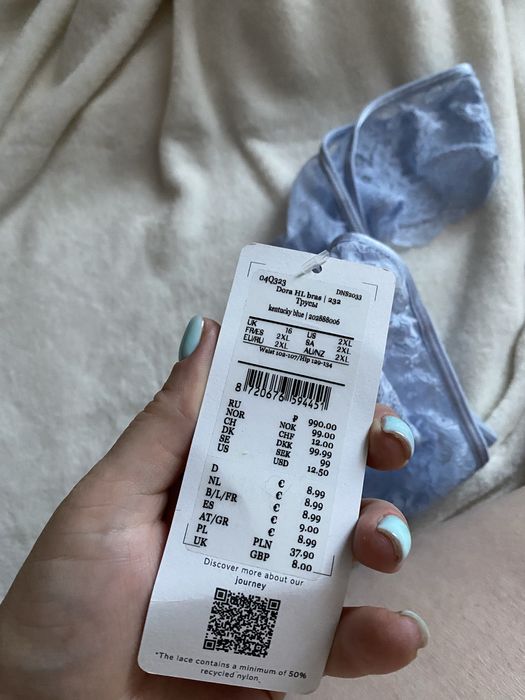 04Q323 DNS2033
Dora HL bras | 232
Трусы
kentucky blue | 202888006
UK 16 US 2XL
FR/ES 2XL SA 2XL
EU/RU 2XL AU/NZ 2XL
Waist 102-107/Hip 129-134
8 720676 594451
RU ₽ 990.00
NOR NOK 99.00
CH CHF 12.00
DK DKK 99.99
SE SEK 99
US USD 12.50
D € 8.99
NL € 8.99
B/L/FR € 8.99
ES € 9.00
AT/GR € 8.99
PL PLN 37.90
UK GBP 8.00
Discover more about our
journey
*The lace contains a minimum of 50%
recycled nylon.